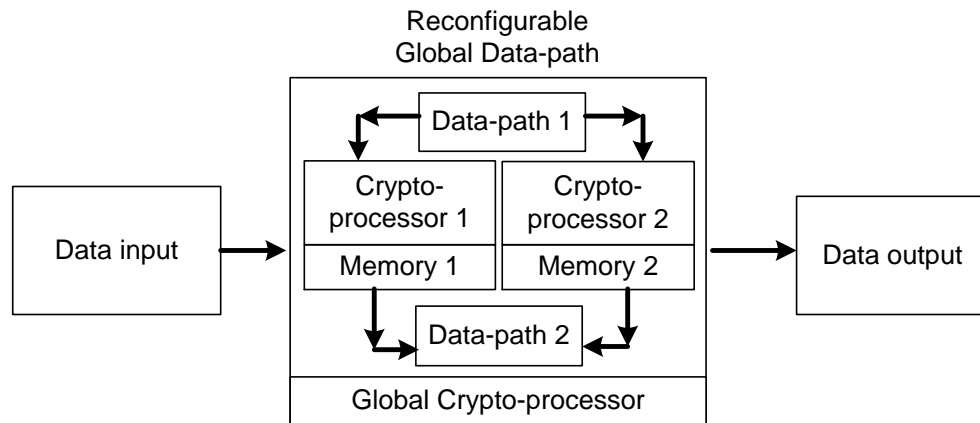 Reconfigurable
Global Data-path
Data-path 1
Crypto-
processor 1
Crypto-
processor 2
Data input
Memory 1
Memory 2
Data output
Data-path 2
Global Crypto-processor